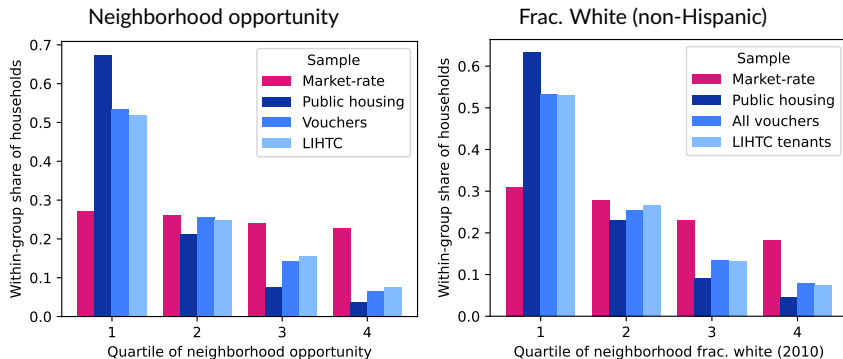 Neighborhood opportunity
Within-group share of households
0.7
0.6
0.5
0.4
0.3
0.2
0.1
0.0
Sample
Market-rate
Public housing
Vouchers
LIHTC
1 2 3 4
Quartile of neighborhood opportunity
Frac. White (non-Hispanic)
Within-group share of households
0.6
0.5
0.4
0.3
0.2
0.1
0.0
Sample
Market-rate
Public housing
All vouchers
LIHTC tenants
1 2 3 4
Quartile of neighborhood frac. white (2010)